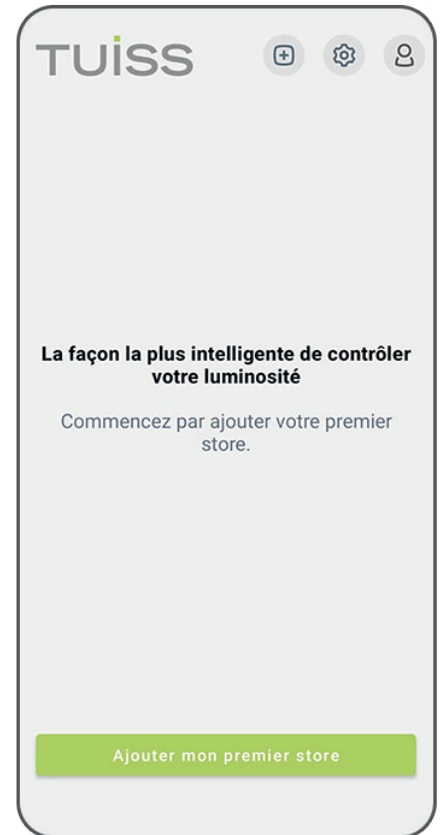 TUISS
La façon la plus intelligente de contrôler
votre luminosité
Commencez par ajouter votre premier
store.
Ajouter mon premier store